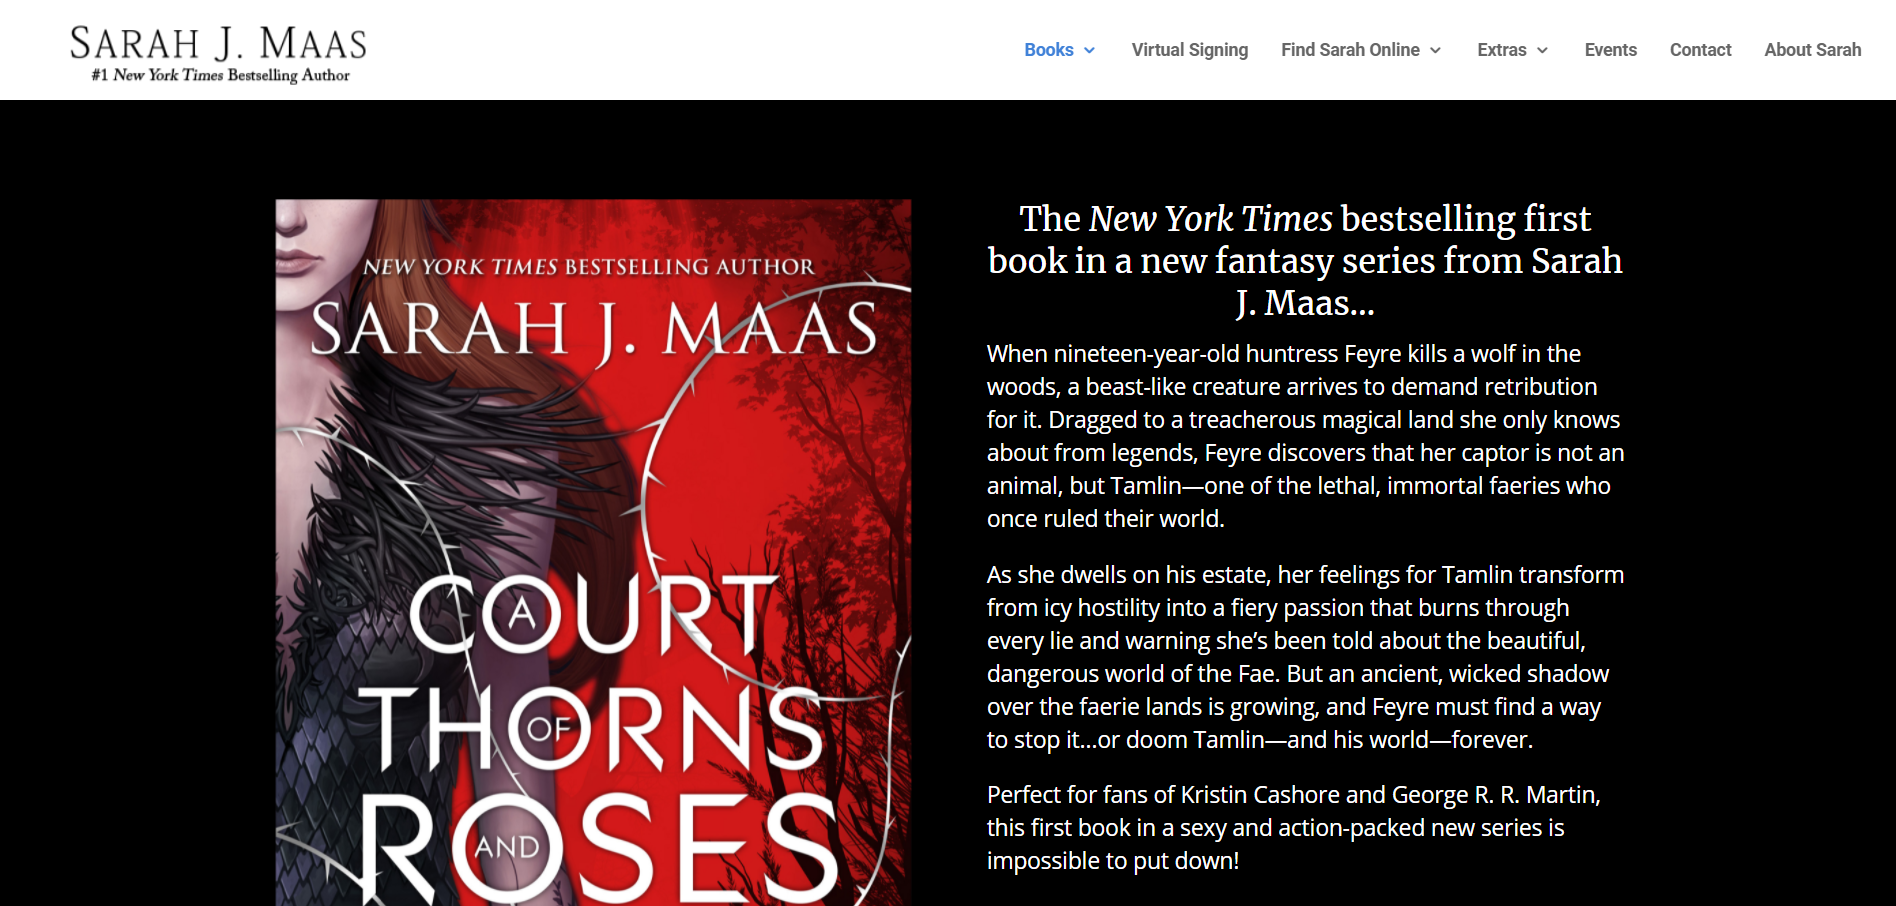 SARAH J. MAAS
#1 New York Times Bestselling Author
Books
Virtual Signing
Find Sarah Online
Extras
Events
Contact
About Sarah
NEW YORK TIMES BESTSELLING AUTHOR
SARAH J. MAAS
A
COURT
OF
THORNS
AND
ROSES
The New York Times bestselling first
book in a new fantasy series from Sarah
J. Maas…
When nineteen-year-old huntress Feyre kills a wolf in the
woods, a beast-like creature arrives to demand retribution
for it. Dragged to a treacherous magical land she only knows
about from legends, Feyre discovers that her captor is not an
animal, but Tamlin—one of the lethal, immortal faeries who
once ruled their world.
As she dwells on his estate, her feelings for Tamlin transform
from icy hostility into a fiery passion that burns through
every lie and warning she’s been told about the beautiful,
dangerous world of the Fae. But an ancient, wicked shadow
over the faerie lands is growing, and Feyre must find a way
to stop it…or doom Tamlin—and his world—forever.
Perfect for fans of Kristin Cashore and George R. R. Martin,
this first book in a sexy and action-packed new series is
impossible to put down!